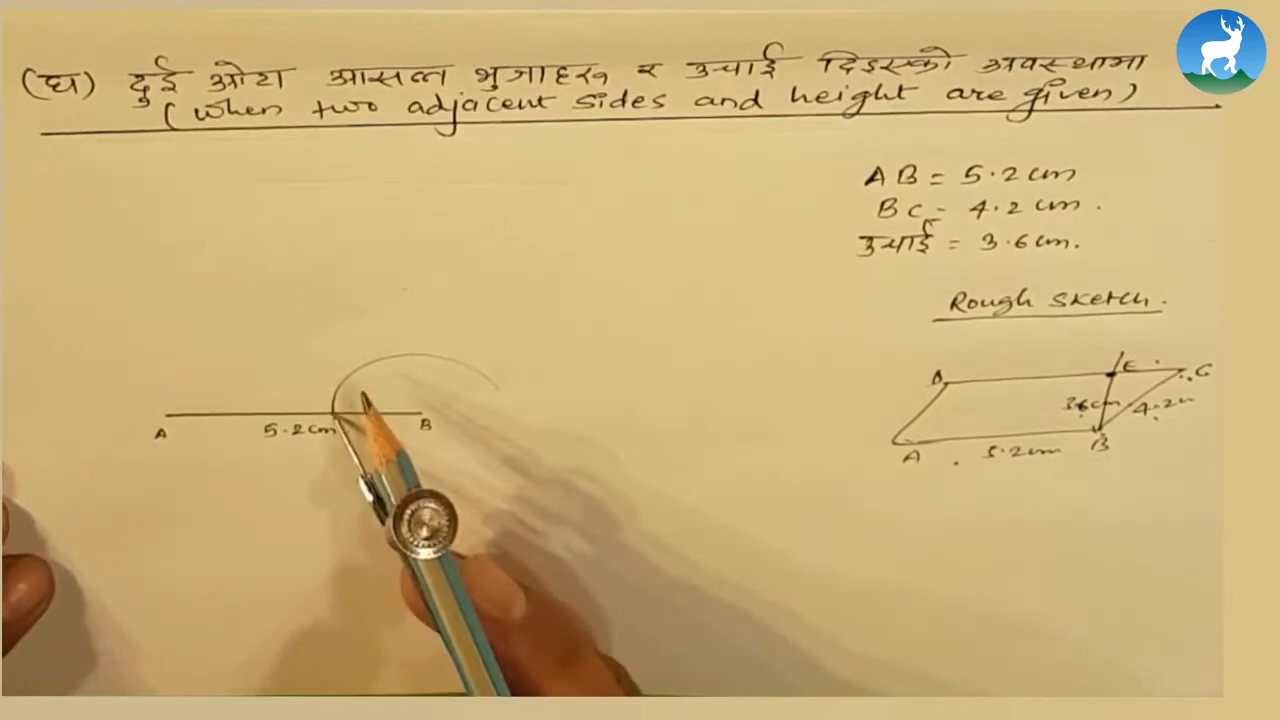 (घ) दुई ओटा आसन्न भुजाहरु र उचाई दिइएको अवस्थामा
(when two adjacent sides and height are given)
AB = 5.2 cm
BC = 4.2 cm.
उचाई = 3.6 cm.
Rough Sketch.
D E C
3.6cm 4.2
A 5.2cm B
A 5.2cm B